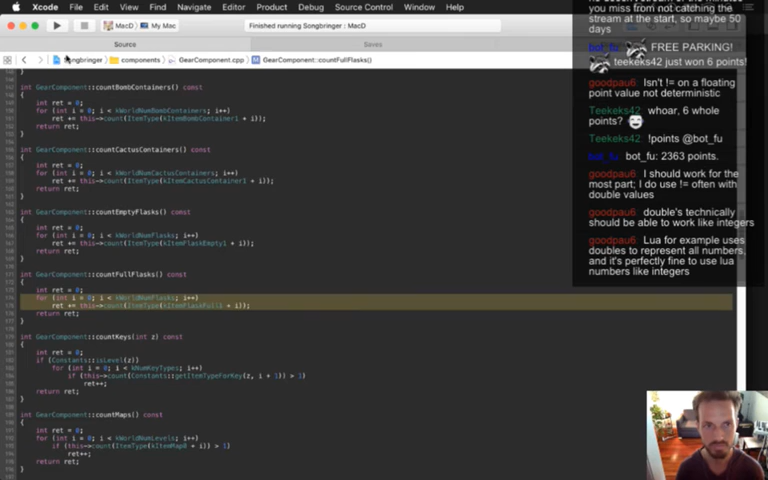 Xcode File Edit View Find Navigate Editor Product Debug Source Control Window Help
MacD My Mac
Finished running Songbringer : MacD
Source
Saves
Songbringer components GearComponent.cpp GearComponent::countFullFlasks()
int GearComponent::countBombContainers() const
{
int ret = 0;
for (int i = 0; i < kWorldNumBombContainers; i++)
ret += this->count(ItemType(kItemBombContainer1 + i));
return ret;
}
int GearComponent::countCactusContainers() const
{
int ret = 0;
for (int i = 0; i < kWorldNumCactusContainers; i++)
ret += this->count(ItemType(kItemCactusContainer1 + i));
return ret;
}
int GearComponent::countEmptyFlasks() const
{
int ret = 0;
for (int i = 0; i < kWorldNumFlasks; i++)
ret += this->count(ItemType(kItemFlaskEmpty1 + i));
return ret;
}
int GearComponent::countFullFlasks() const
{
int ret = 0;
for (int i = 0; i < kWorldNumFlasks; i++)
ret += this->count(ItemType(kItemFlaskFull1 + i));
return ret;
}
int GearComponent::countKeys(int z) const
{
int ret = 0;
if (Constants::isLevel(z))
for (int i = 0; i < kNumKeyTypes; i++)
if (this->count(Constants::getItemTypeForKey(z, i + 1)) > 1)
ret++;
return ret;
}
int GearComponent::countMaps() const
{
int ret = 0;
for (int i = 0; i < kWorldNumLevels; i++)
if (this->count(ItemType(kItemMap0 + i)) > 1)
ret++;
return ret;
}
you miss from not catching the
stream at the start, so maybe 50
days
bot_fu: FREE PARKING!
teekeks42 just won 6 points!
goodpau6: Isn't != on a floating
point value not deterministic
Teekeks42: whoar, 6 whole
points?
Teekeks42: !points @bot_fu
bot_fu: bot_fu: 2363 points.
goodpau6: I should work for the
most part; I do use != often with
double values
goodpau6: double's technically
should be able to work like integers
goodpau6: Lua for example uses
doubles to represent all numbers,
and it's perfectly fine to use lua
numbers like integers